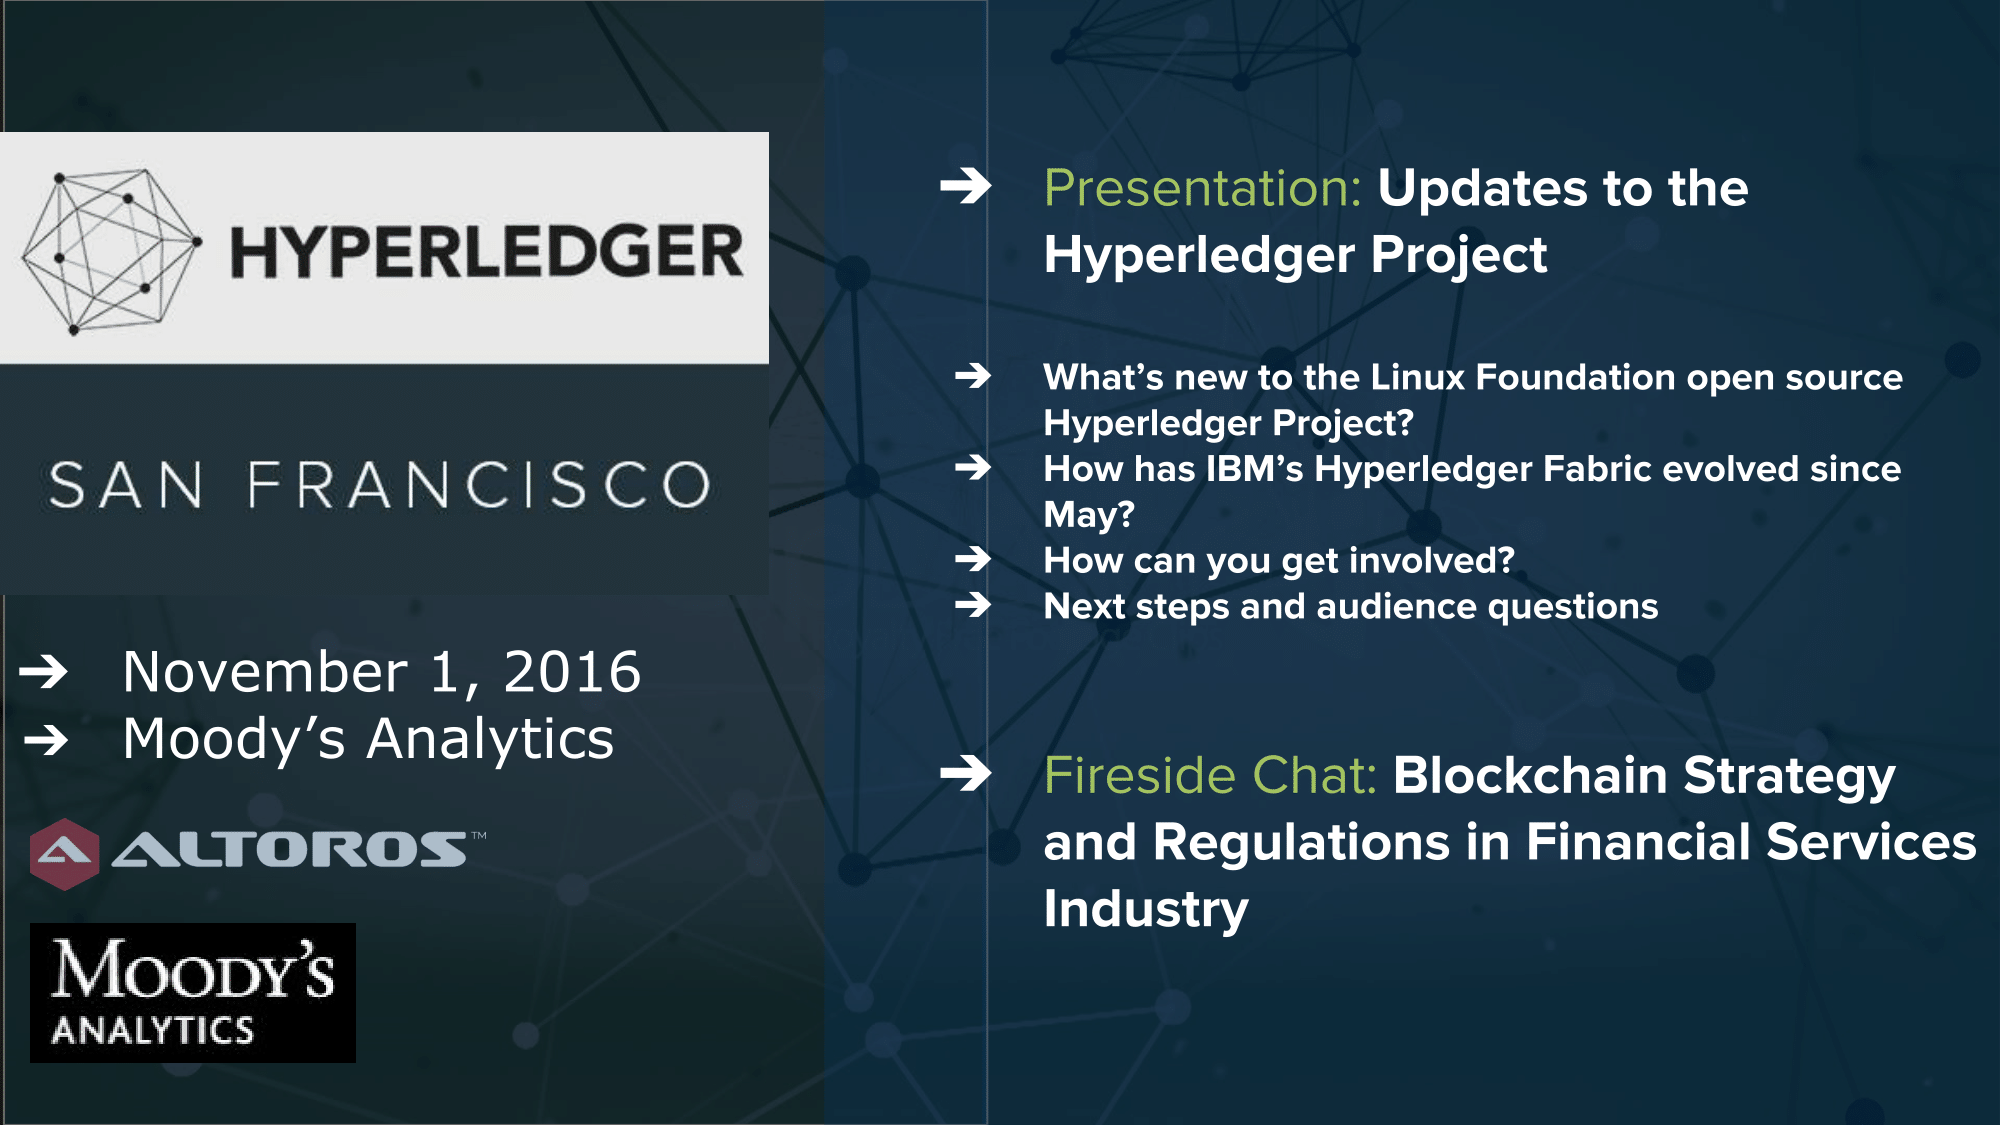 HYPERLEDGER
SAN FRANCISCO
➔ November 1, 2016
➔ Moody’s Analytics
ALTOROS™
MOODY’S
ANALYTICS
➔ Presentation: Updates to the
Hyperledger Project
➔ What’s new to the Linux Foundation open source
Hyperledger Project?
➔ How has IBM’s Hyperledger Fabric evolved since
May?
➔ How can you get involved?
➔ Next steps and audience questions
➔ Fireside Chat: Blockchain Strategy
and Regulations in Financial Services
Industry